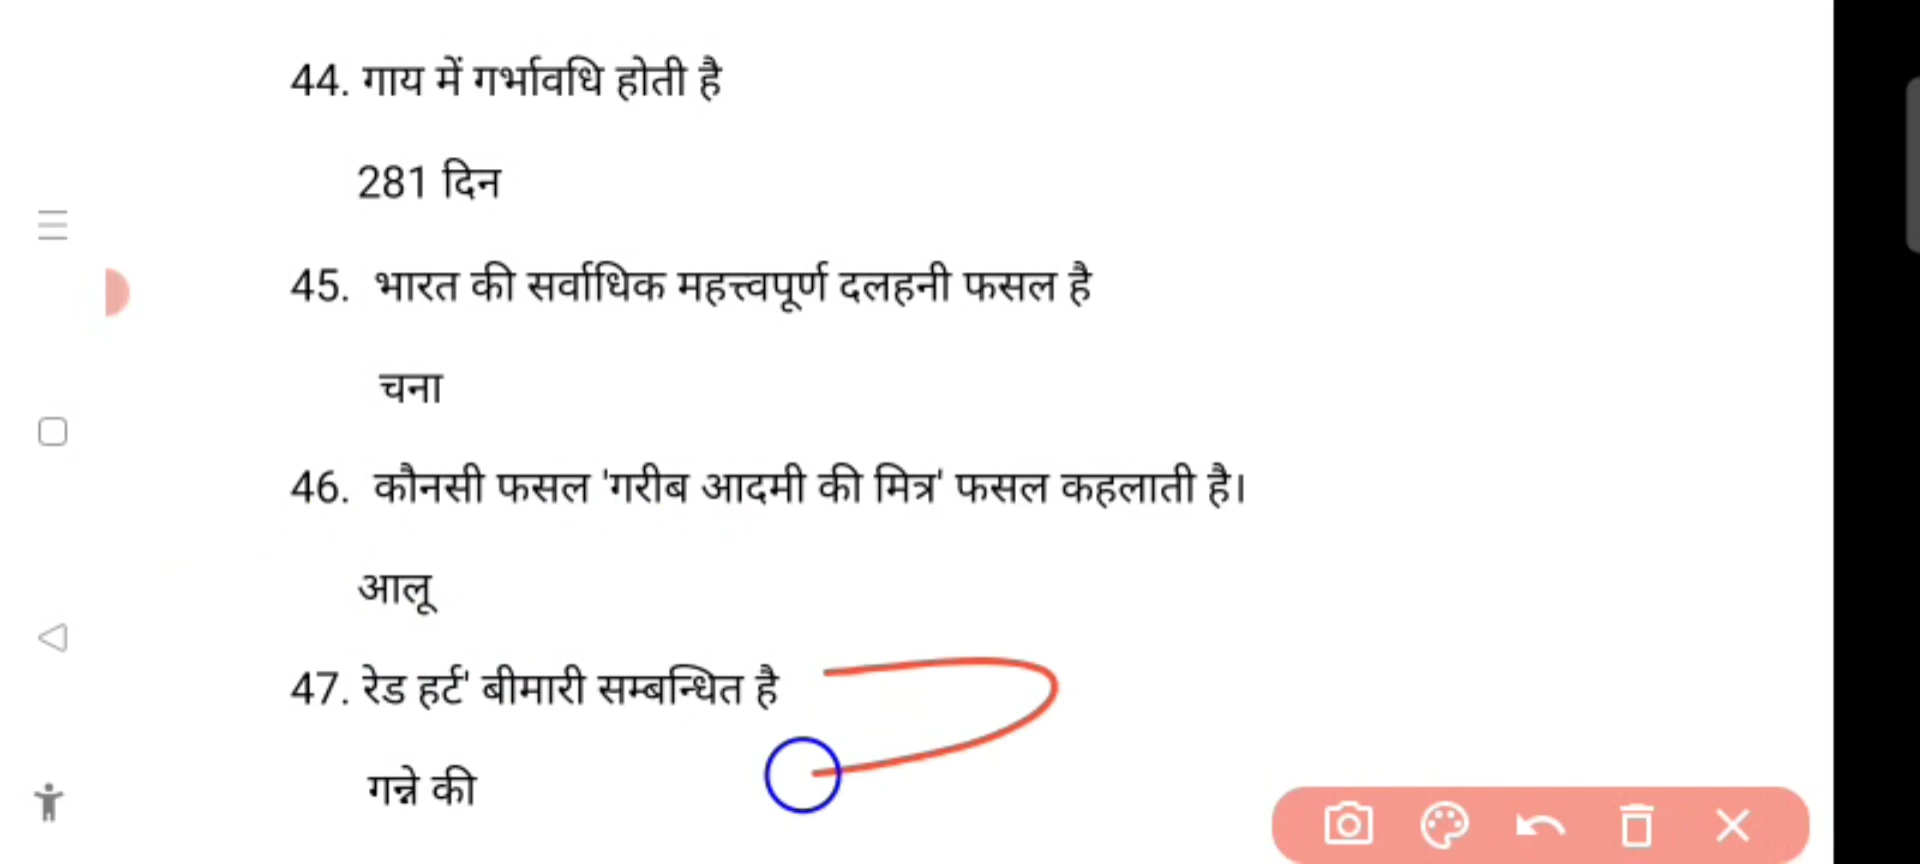 44. गाय में गर्भावधि होती है
281 दिन
45. भारत की सर्वाधिक महत्त्वपूर्ण दलहनी फसल है
चना
46. कौनसी फसल 'गरीब आदमी की मित्र' फसल कहलाती है।
आलू
47. रेड हर्ट' बीमारी सम्बन्धित है
गन्ने की